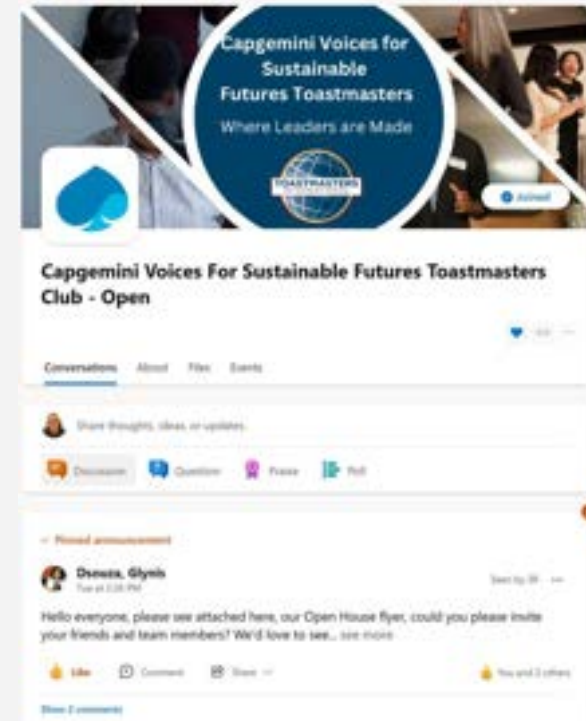 Capgemini Voices for
Sustainable
Futures Toastmasters
Where Leaders are Made
TOASTMASTERS
Joined
Capgemini Voices For Sustainable Futures Toastmasters
Club - Open
Conversations About Files Events
Share thoughts, ideas, or updates
Discussion Question Praise Poll
Pinned announcement
Dsouza, Glynis
Seen by
Hello everyone, please see attached here, our Open House flyer, could you please invite
your friends and team members? We'd love to see... see more
Like Comment Share You and 2 others
Show 2 comments